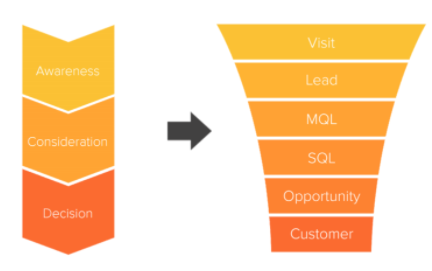 Awareness
Consideration
Decision
Visit
Lead
MQL
SQL
Opportunity
Customer